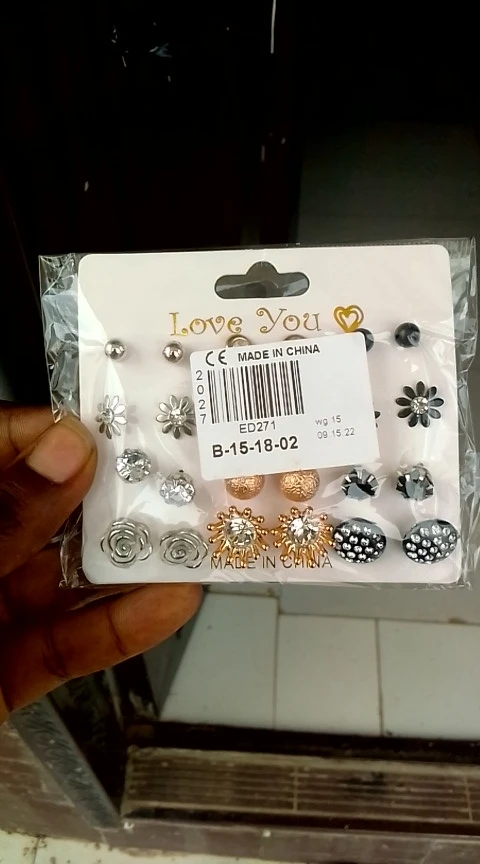 Love You
CE MADE IN CHINA
2027
ED271
wg 15
B-15-18-02
09 15:22
MADE IN CHINA